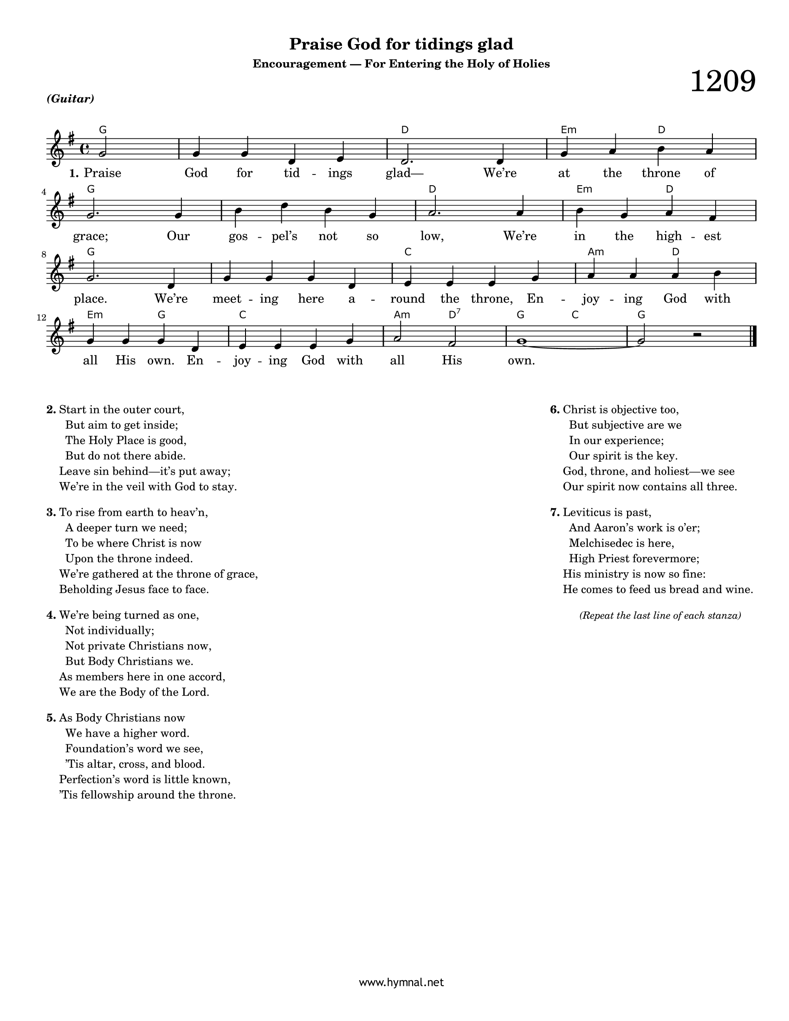 Praise God for tidings glad
Encouragement — For Entering the Holy of Holies
1209
(Guitar)
G D Em D
1. Praise God for tid - ings glad— We're at the throne of
4 G D Em D
grace; Our gos - pel's not so low, We're in the high - est
8 G C Am D
place. We're meet - ing here a - round the throne, En - joy - ing God with
12 Em G C Am D7 G C G
all His own. En - joy - ing God with all His own.
2. Start in the outer court,
But aim to get inside;
The Holy Place is good,
But do not there abide.
Leave sin behind—it's put away;
We're in the veil with God to stay.
3. To rise from earth to heav'n,
A deeper turn we need;
To be where Christ is now
Upon the throne indeed.
We're gathered at the throne of grace,
Beholding Jesus face to face.
4. We're being turned as one,
Not individually;
Not private Christians now,
But Body Christians we.
As members here in one accord,
We are the Body of the Lord.
5. As Body Christians now
We have a higher word.
Foundation's word we see,
'Tis altar, cross, and blood.
Perfection's word is little known,
'Tis fellowship around the throne.
6. Christ is objective too,
But subjective are we
In our experience;
Our spirit is the key.
God, throne, and holiest—we see
Our spirit now contains all three.
7. Leviticus is past,
And Aaron's work is o'er;
Melchisedec is here,
High Priest forevermore;
His ministry is now so fine:
He comes to feed us bread and wine.
(Repeat the last line of each stanza)
www.hymnal.net